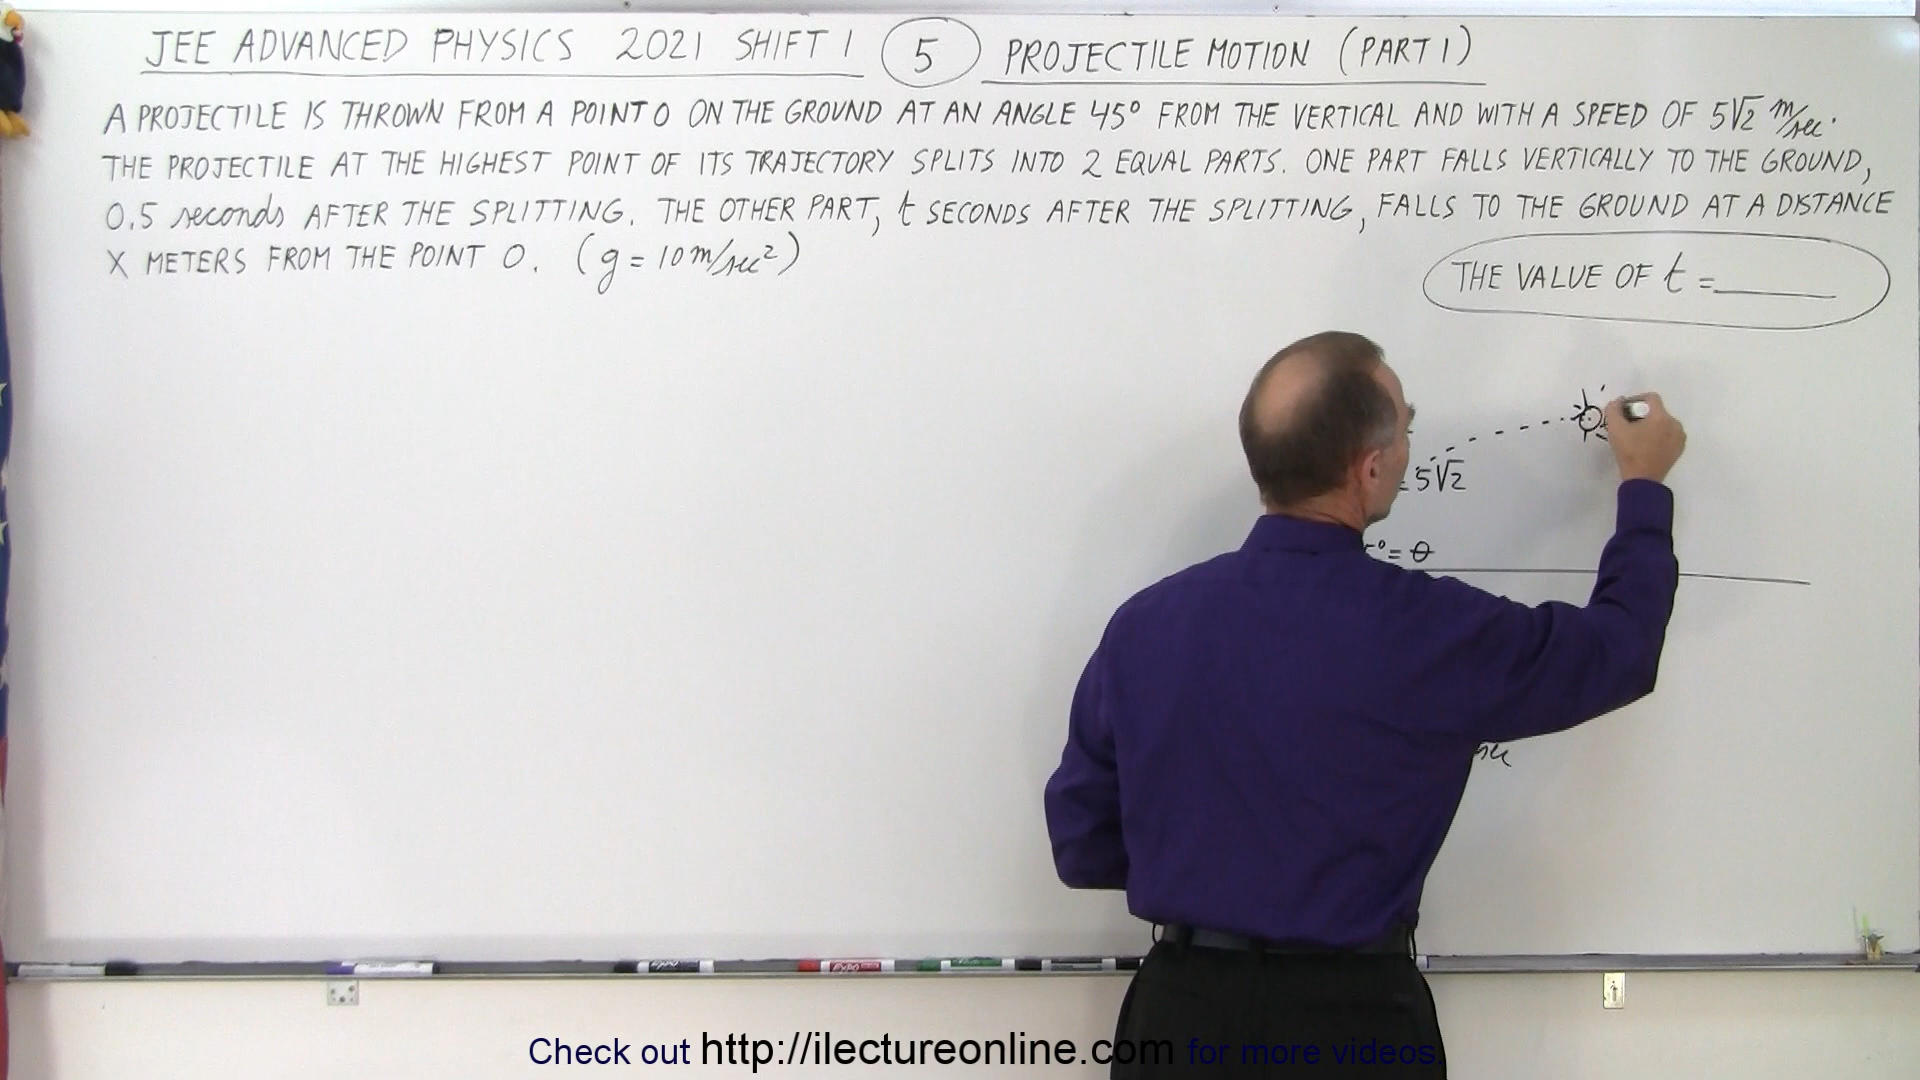 JEE ADVANCED PHYSICS 2021 SHIFT 1 5 PROJECTILE MOTION (PART 1)
A PROJECTILE IS THROWN FROM A POINT O ON THE GROUND AT AN ANGLE 45° FROM THE VERTICAL AND WITH A SPEED OF 5√2 m/sec.
THE PROJECTILE AT THE HIGHEST POINT OF ITS TRAJECTORY SPLITS INTO 2 EQUAL PARTS. ONE PART FALLS VERTICALLY TO THE GROUND,
0.5 seconds AFTER THE SPLITTING. THE OTHER PART, t SECONDS AFTER THE SPLITTING, FALLS TO THE GROUND AT A DISTANCE
X METERS FROM THE POINT O. (g = 10 m/sec²)
THE VALUE OF t = ______
= 5√2
° = θ
EXPO EXPO EXPO
Check out http://ilectureonline.com for more videos.